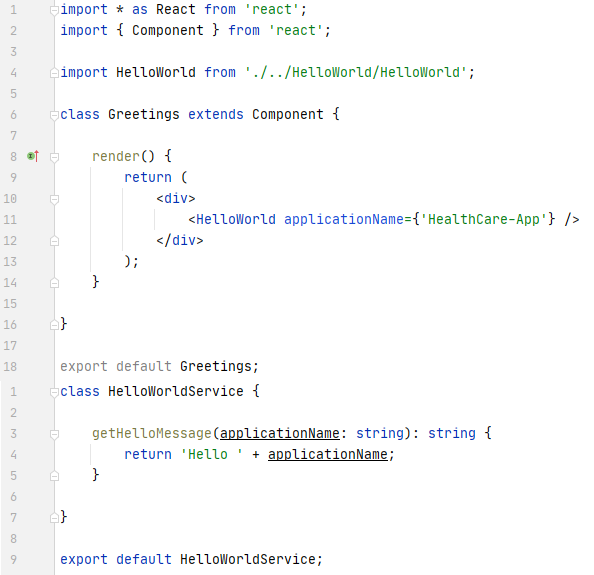 1 import * as React from 'react';
2 import { Component } from 'react';
3
4 import HelloWorld from './../HelloWorld/HelloWorld';
5
6 class Greetings extends Component {
7
8     render() {
9         return (
10             <div>
11                 <HelloWorld applicationName={'HealthCare-App'} />
12             </div>
13         );
14     }
15
16 }
17
18 export default Greetings;
1 class HelloWorldService {
2
3     getHelloMessage(applicationName: string): string {
4         return 'Hello ' + applicationName;
5     }
6
7 }
8
9 export default HelloWorldService;